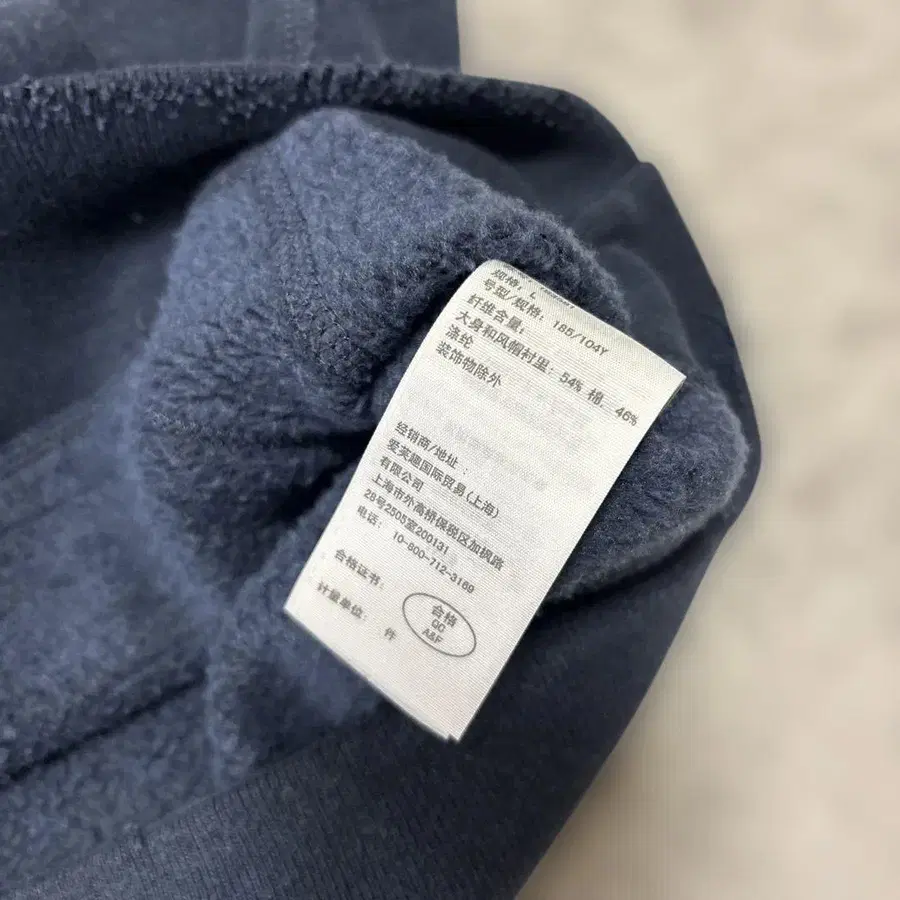 规格: L
号型/规格: 185/104Y
纤维含量:
大身和风帽衬里: 54% 棉, 46%
涤纶
装饰物除外
经销商/地址:
爱芙趣国际贸易(上海)
有限公司
上海市外高桥保税区加枫路
28号2505室200131
电话: 10-800-712-3169
合格证书:
合格
QC
A&F
计量单位: 件